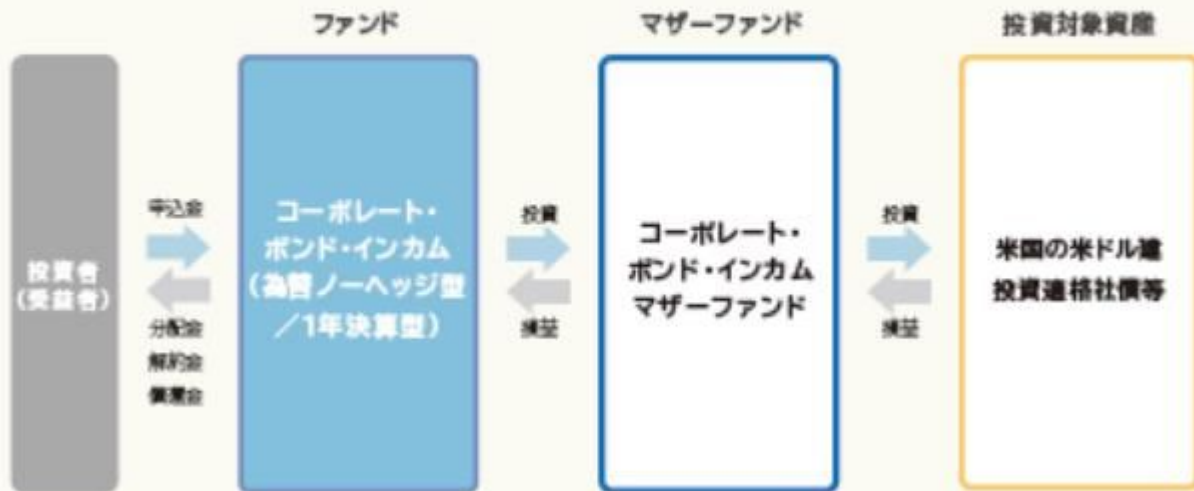 ファンド
マザーファンド
投資対象資産
投資者
(受益者)
申込金
分配金
解約金
償還金
コーポレート・
ボンド・インカム
(為替ノーヘッジ型
/1年決算型)
投資
損益
コーポレート・
ボンド・インカム
マザーファンド
投資
損益
米国の米ドル建
投資適格社債等